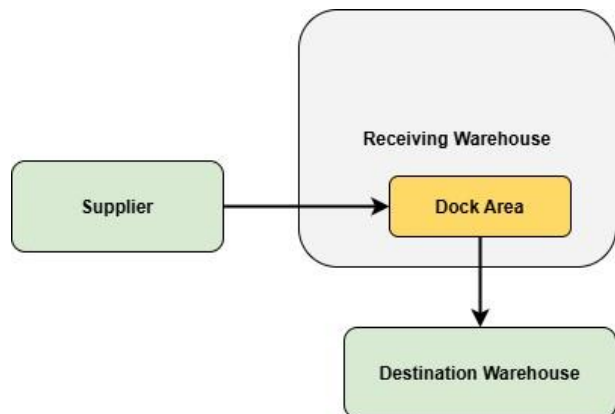 Receiving Warehouse
Supplier
Dock Area
Destination Warehouse